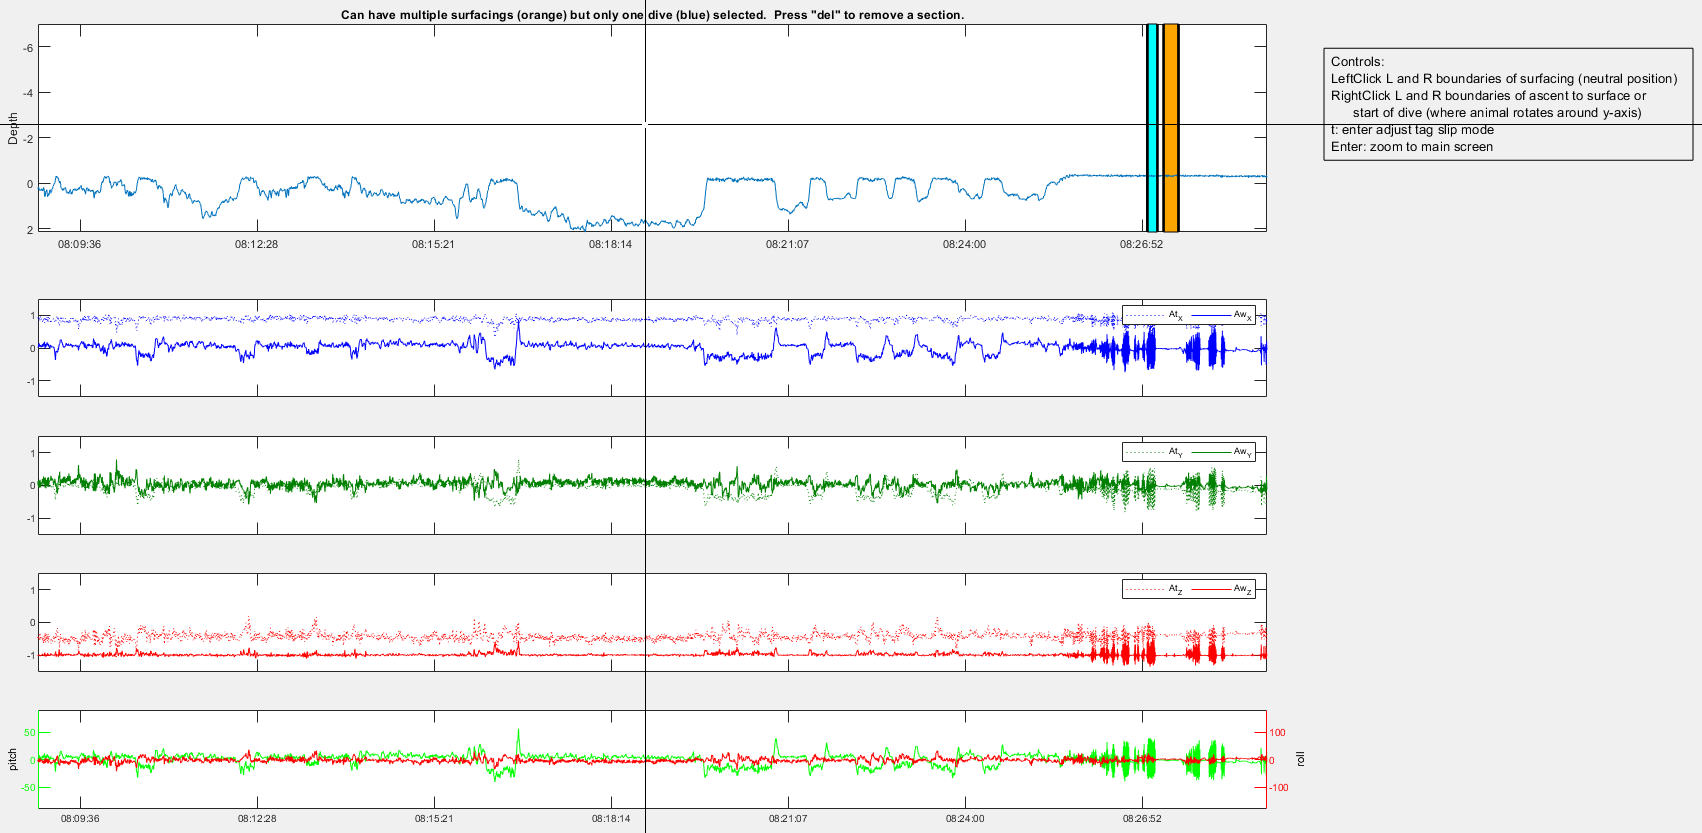 Can have multiple surfacings (orange) but only one dive (blue) selected.  Press "del" to remove a section.
Depth
-6
-4
-2
0
2
08:09:36 08:12:28 08:15:21 08:18:14 08:21:07 08:24:00 08:26:52
Controls:
LeftClick L and R boundaries of surfacing (neutral position)
RightClick L and R boundaries of ascent to surface or
start of dive (where animal rotates around y-axis)
t: enter adjust tag slip mode
Enter: zoom to main screen
1
0
-1
AtX AwX
1
0
-1
AtY AwY
1
0
-1
AtZ AwZ
pitch
50
0
-50
100
0
-100
roll
08:09:36 08:12:28 08:15:21 08:18:14 08:21:07 08:24:00 08:26:52